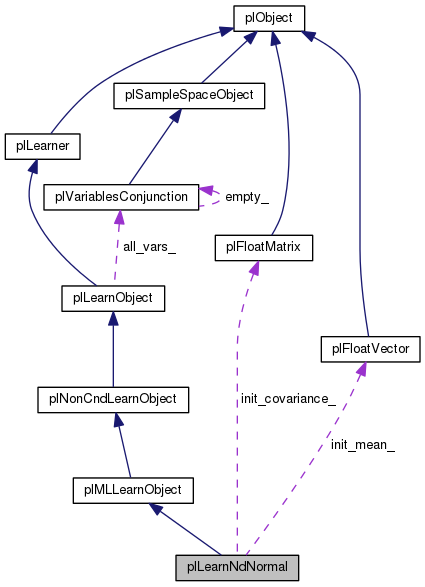 plObject
plSampleSpaceObject
plLearner
plVariablesConjunction
empty_
all_vars_
plFloatMatrix
plLearnObject
plFloatVector
plNonCndLearnObject
init_covariance_
init_mean_
plMLLearnObject
plLearnNdNormal